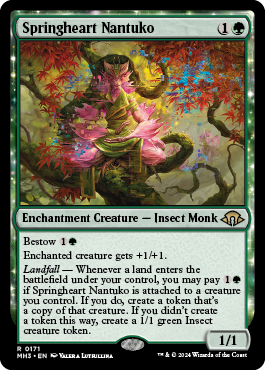 Springheart Nantuko 1
Enchantment Creature — Insect Monk
Bestow 1
Enchanted creature gets +1/+1.
Landfall — Whenever a land enters the
battlefield under your control, you may pay 1
if Springheart Nantuko is attached to a creature
you control. If you do, create a token that's
a copy of that creature. If you didn't create
a token this way, create a 1/1 green Insect
creature token.
1/1
R 0171
MH3 • EN VALERA LUTFULLINA
™ & © 2024 Wizards of the Coast